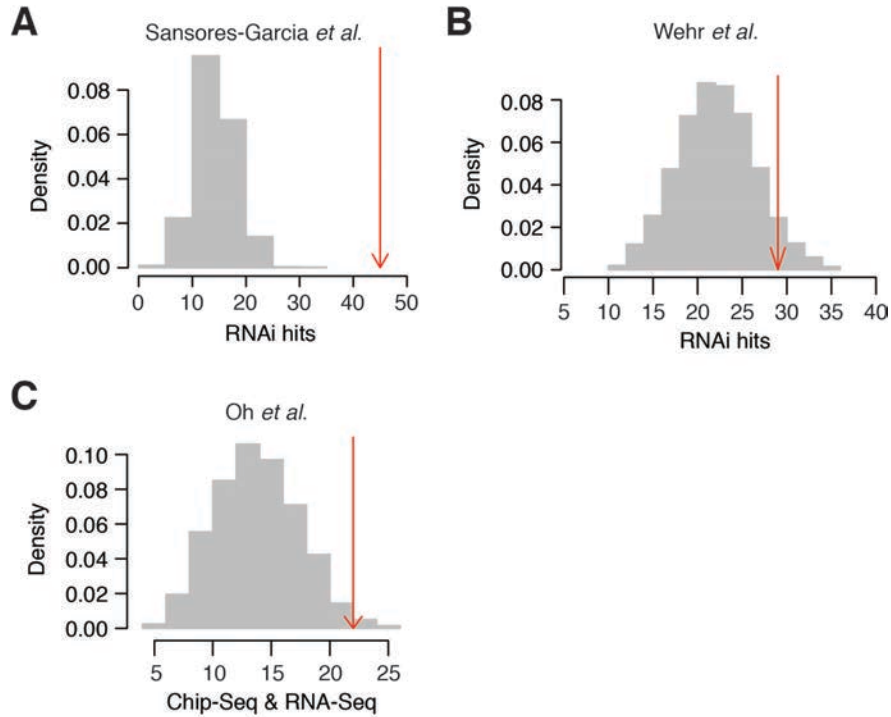 A
Sansores-Garcia et al.
Density
0.08
0.06
0.04
0.02
0.00
0 10 20 30 40 50
RNAi hits
B
Wehr et al.
Density
0.08
0.06
0.04
0.02
0.00
5 10 15 20 25 30 35 40
RNAi hits
C
Oh et al.
Density
0.10
0.08
0.06
0.04
0.02
0.00
5 10 15 20 25
Chip-Seq & RNA-Seq